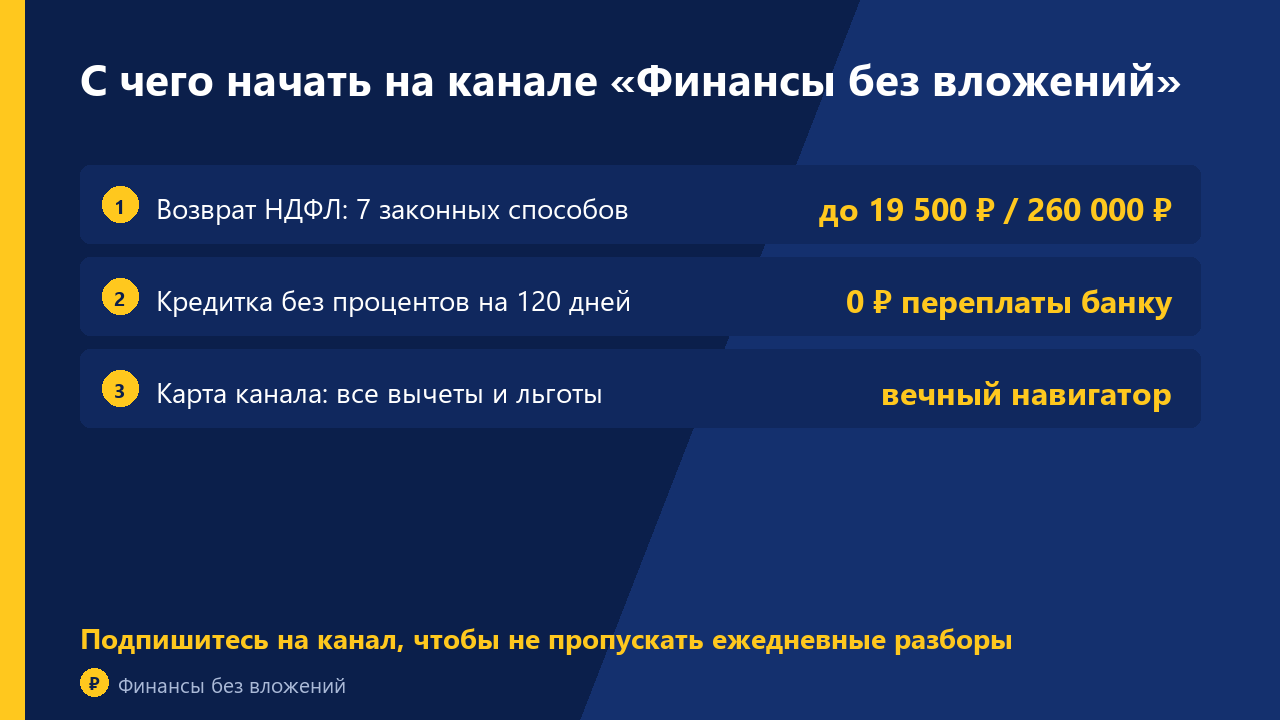 С чего начать на канале «Финансы без вложений»
1 Возврат НДФЛ: 7 законных способов до 19 500 ₽ / 260 000 ₽
2 Кредитка без процентов на 120 дней 0 ₽ переплаты банку
3 Карта канала: все вычеты и льготы вечный навигатор
Подпишитесь на канал, чтобы не пропускать ежедневные разборы
₽ Финансы без вложений